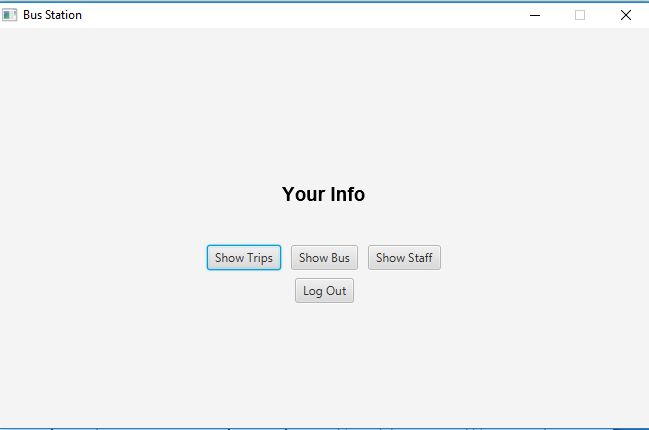 Bus Station
Your Info
Show Trips Show Bus Show Staff
Log Out